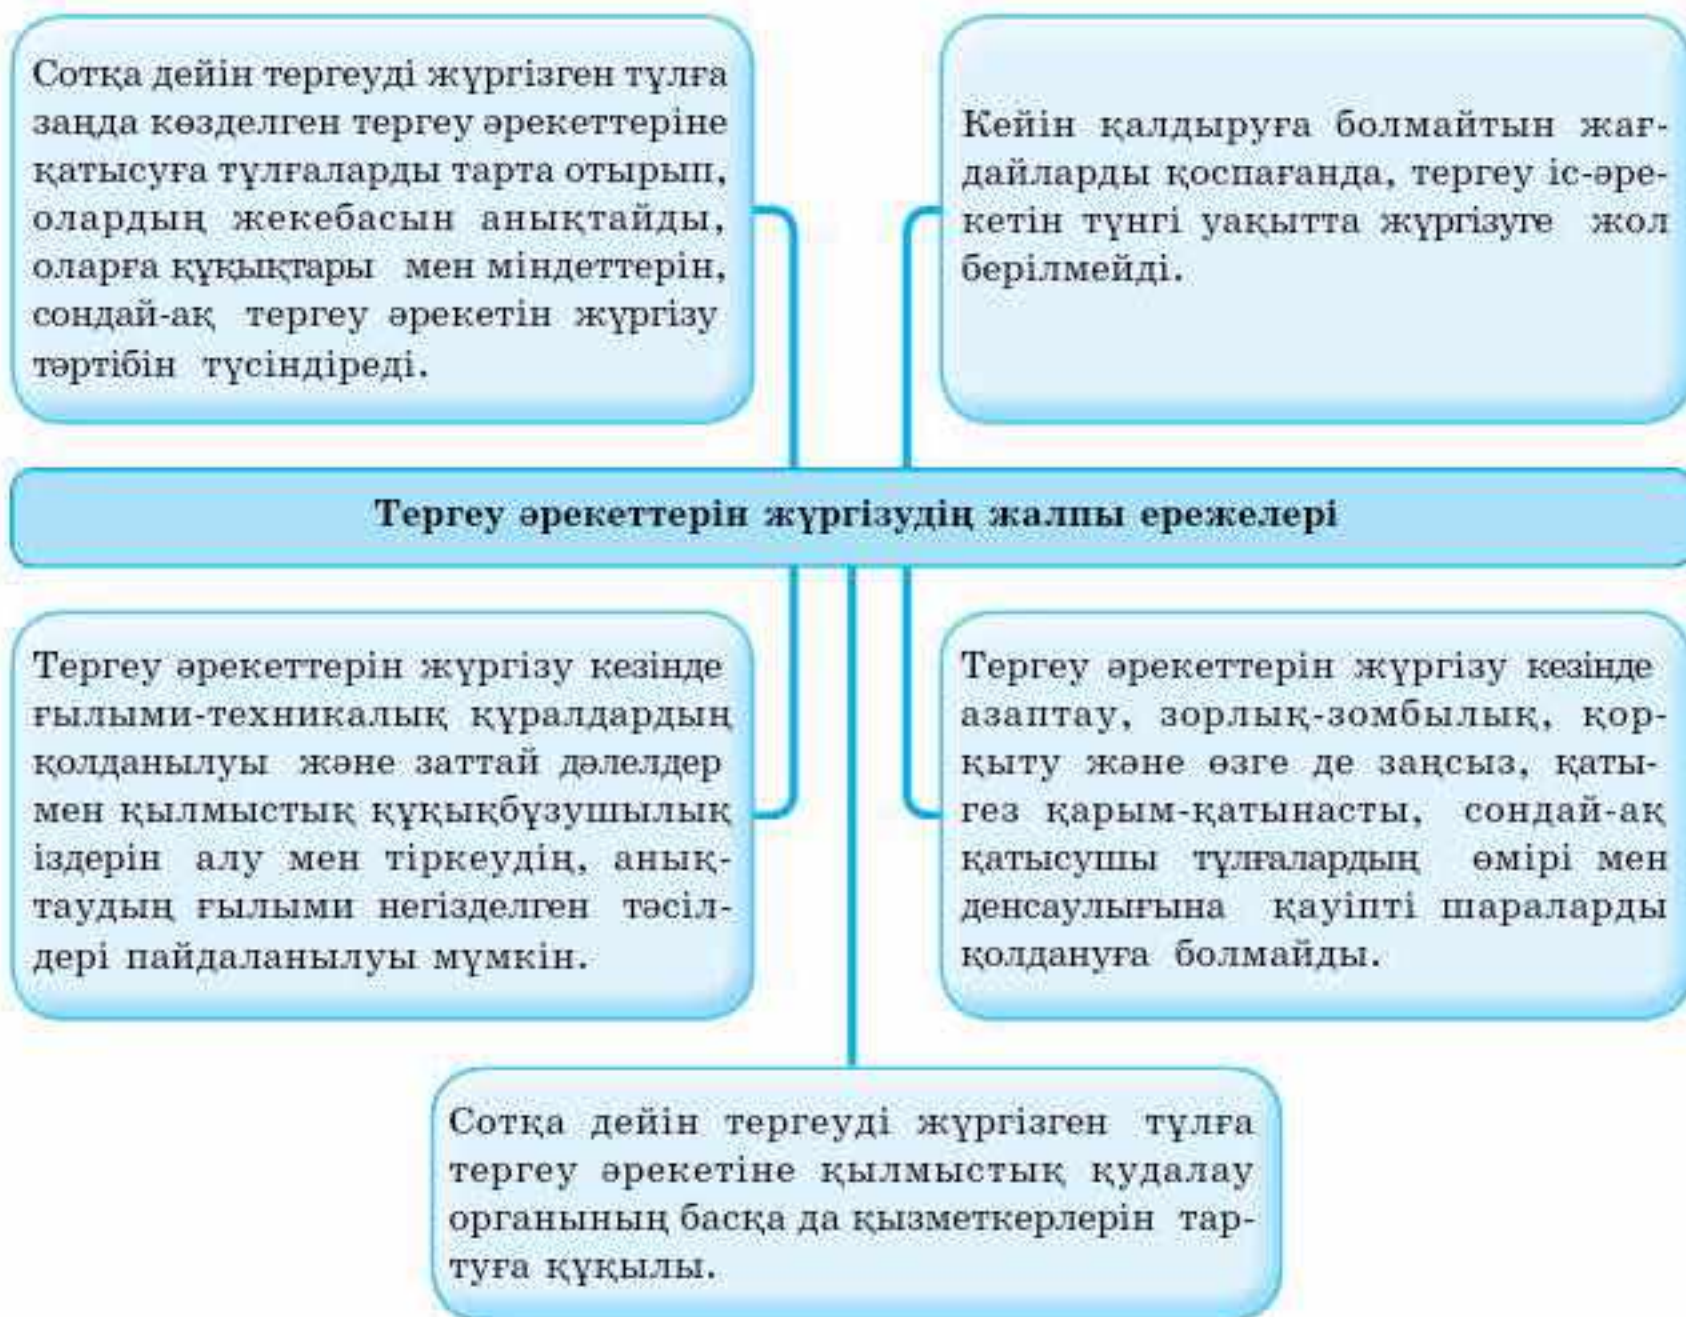 Сотқа дейін тергеуді жүргізген тұлға
заңда көзделген тергеу әрекеттеріне
қатысуға тұлғаларды тарта отырып,
олардың жекебасын анықтайды,
оларға құқықтары мен міндеттерін,
сондай-ақ тергеу әрекетін жүргізу
тәртібін түсіндіреді.
Кейін қалдыруға болмайтын жағ-
дайларды қоспағанда, тергеу іс-әре-
кетін түнгі уақытта жүргізуге жол
берілмейді.
Тергеу әрекеттерін жүргізудің жалпы ережелері
Тергеу әрекеттерін жүргізу кезінде
ғылыми-техникалық құралдардың
қолданылуы және заттай дәлелдер
мен қылмыстық құқықбұзушылық
іздерін алу мен тіркеудің, анық-
таудың ғылыми негізделген тәсіл-
дері пайдаланылуы мүмкін.
Тергеу әрекеттерін жүргізу кезінде
азаптау, зорлық-зомбылық, қор-
қыту және өзге де заңсыз, қаты-
гез қарым-қатынасты, сондай-ақ
қатысушы тұлғалардың өмірі мен
денсаулығына қауіпті шараларды
қолдануға болмайды.
Сотқа дейін тергеуді жүргізген тұлға
тергеу әрекетіне қылмыстық қудалау
органының басқа да қызметкерлерін тар-
туға құқылы.